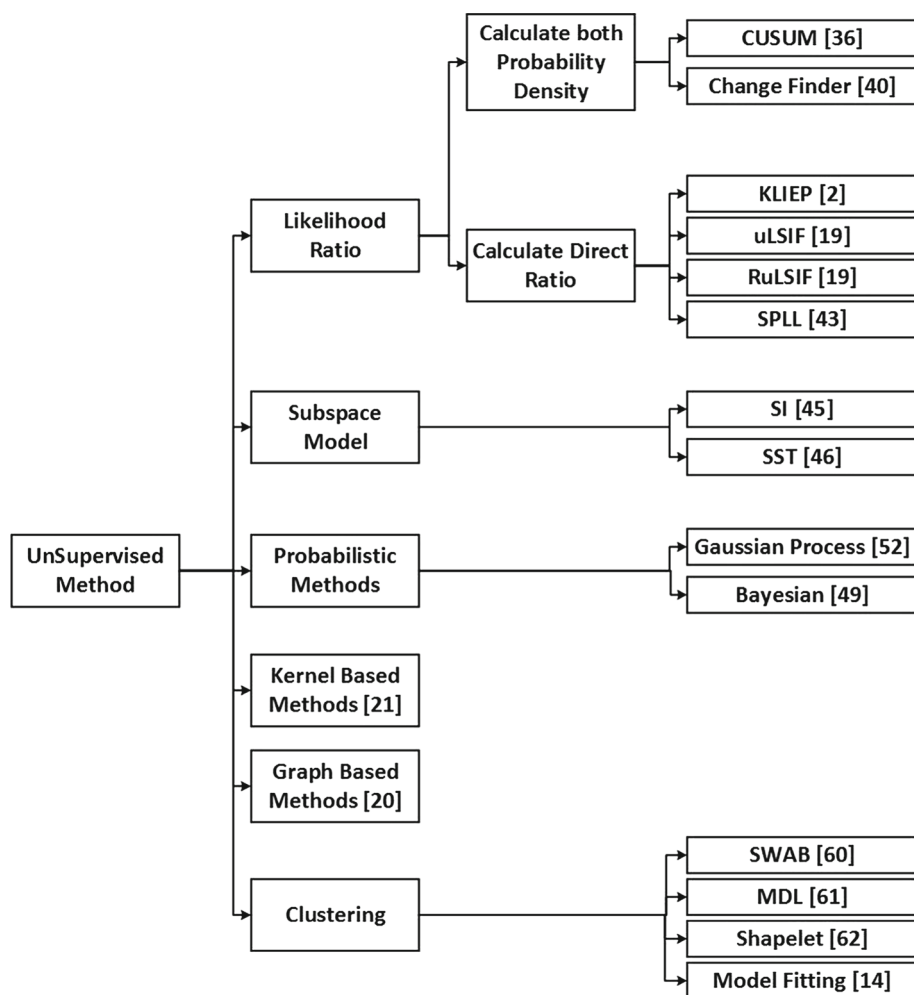 Calculate both
Probability
Density
CUSUM [36]
Change Finder [40]
Likelihood
Ratio
Calculate Direct
Ratio
KLIEP [2]
uLSIF [19]
RuLSIF [19]
SPLL [43]
Subspace
Model
SI [45]
SST [46]
UnSupervised
Method
Probabilistic
Methods
Gaussian Process [52]
Bayesian [49]
Kernel Based
Methods [21]
Graph Based
Methods [20]
Clustering
SWAB [60]
MDL [61]
Shapelet [62]
Model Fitting [14]